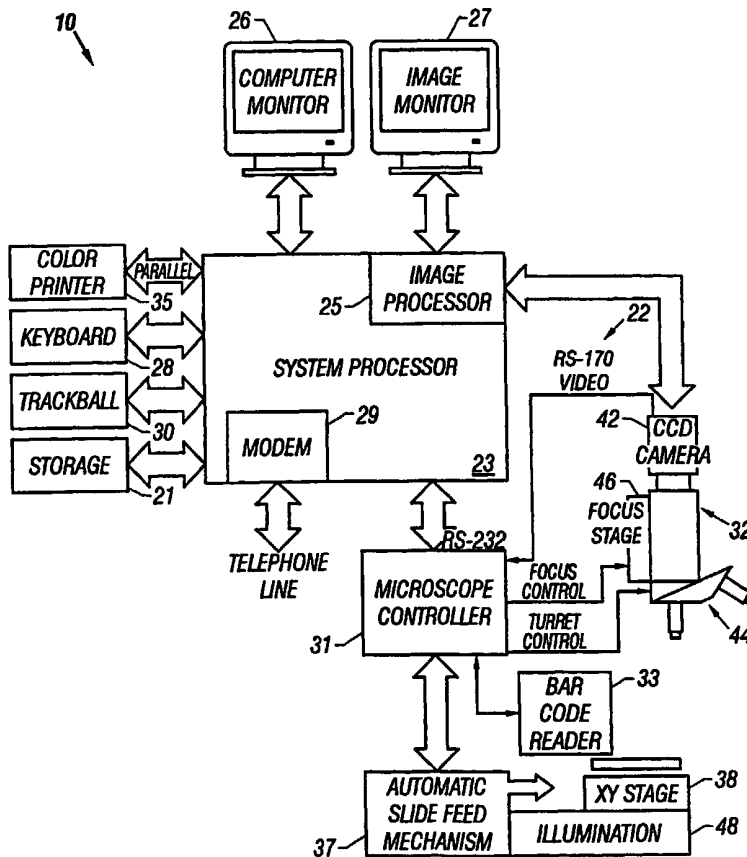 10
26
27
COMPUTER
MONITOR
IMAGE
MONITOR
COLOR
PRINTER
PARALLEL
35
KEYBOARD
28
TRACKBALL
30
STORAGE
21
25
IMAGE
PROCESSOR
SYSTEM PROCESSOR
MODEM
29
23
22
RS-170
VIDEO
42
CCD
CAMERA
46
FOCUS
STAGE
32
44
TELEPHONE
LINE
RS-232
MICROSCOPE
CONTROLLER
31
FOCUS
CONTROL
TURRET
CONTROL
33
BAR
CODE
READER
AUTOMATIC
SLIDE FEED
MECHANISM
37
XY STAGE
38
ILLUMINATION
48